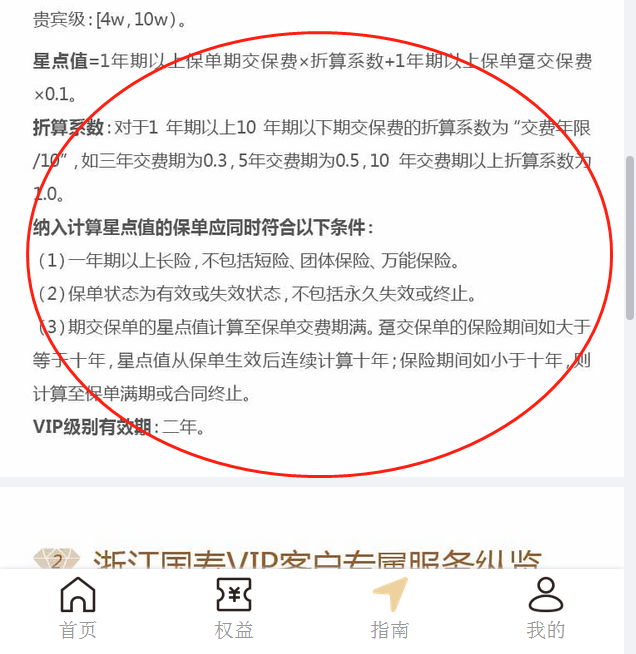 贵宾级:[4w,10w)。
星点值=1年期以上保单期交保费×折算系数+1年期以上保单趸交保费
×0.1。
折算系数:对于1 年期以上10 年期以下期交保费的折算系数为“交费年限
/10”,如三年交费期为0.3,5年交费期为0.5,10 年交费期以上折算系数为
1.0。
纳入计算星点值的保单应同时符合以下条件:
(1)一年期以上长险,不包括短险、团体保险、万能保险。
(2)保单状态为有效或失效状态,不包括永久失效或终止。
(3)期交保单的星点值计算至保单交费期满。趸交保单的保险期间如大于
等于十年,星点值从保单生效后连续计算十年;保险期间如小于十年,则
计算至保单满期或合同终止。
VIP级别有效期:二年。
2 浙江国寿VIP客户专属服务纵览
首页 权益 指南 我的